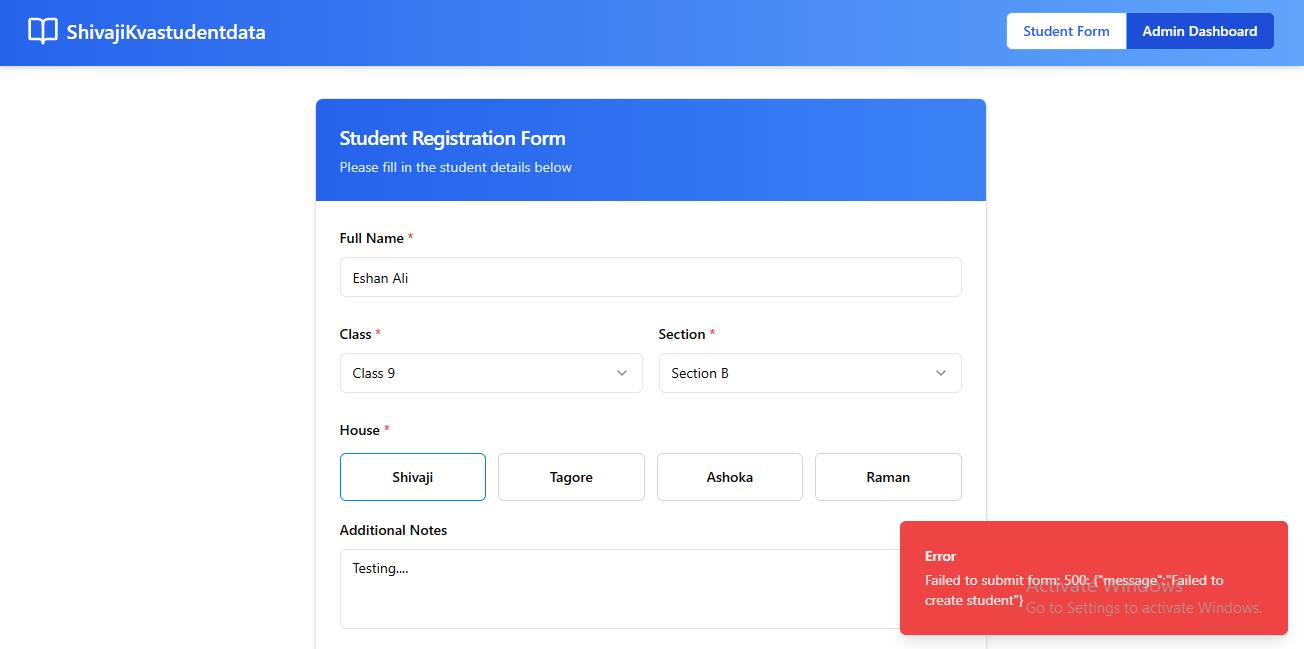 ShivajiKvastudentdata
Student Form
Admin Dashboard
Student Registration Form
Please fill in the student details below
Full Name *
Eshan Ali
Class *
Section *
Class 9
Section B
House *
Shivaji
Tagore
Ashoka
Raman
Additional Notes
Testing....
Error
Failed to submit form: 500: {"message":"Failed to
create student"}
Activate Windows
Go to Settings to activate Windows.